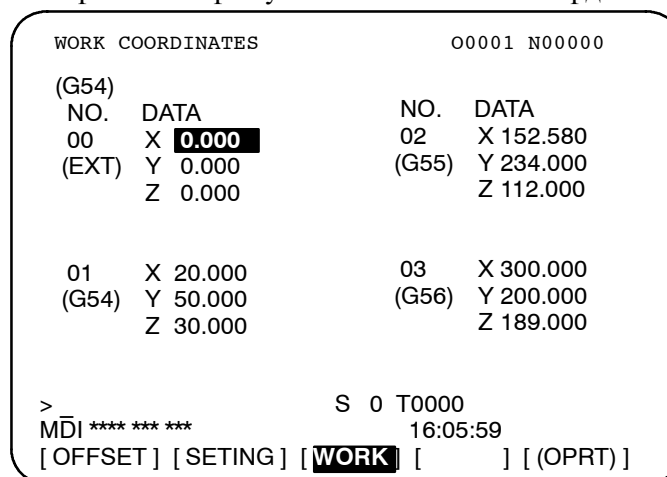 WORK COORDINATES O0001 N00000
(G54)
NO. DATA NO. DATA
00 X 0.000 02 X 152.580
(EXT) Y 0.000 (G55) Y 234.000
Z 0.000 Z 112.000
01 X 20.000 03 X 300.000
(G54) Y 50.000 (G56) Y 200.000
Z 30.000 Z 189.000
>_ S 0 T0000
MDI **** *** *** 16:05:59
[ OFFSET ] [ SETING ] [ WORK ] [ ] [ (OPRT) ]